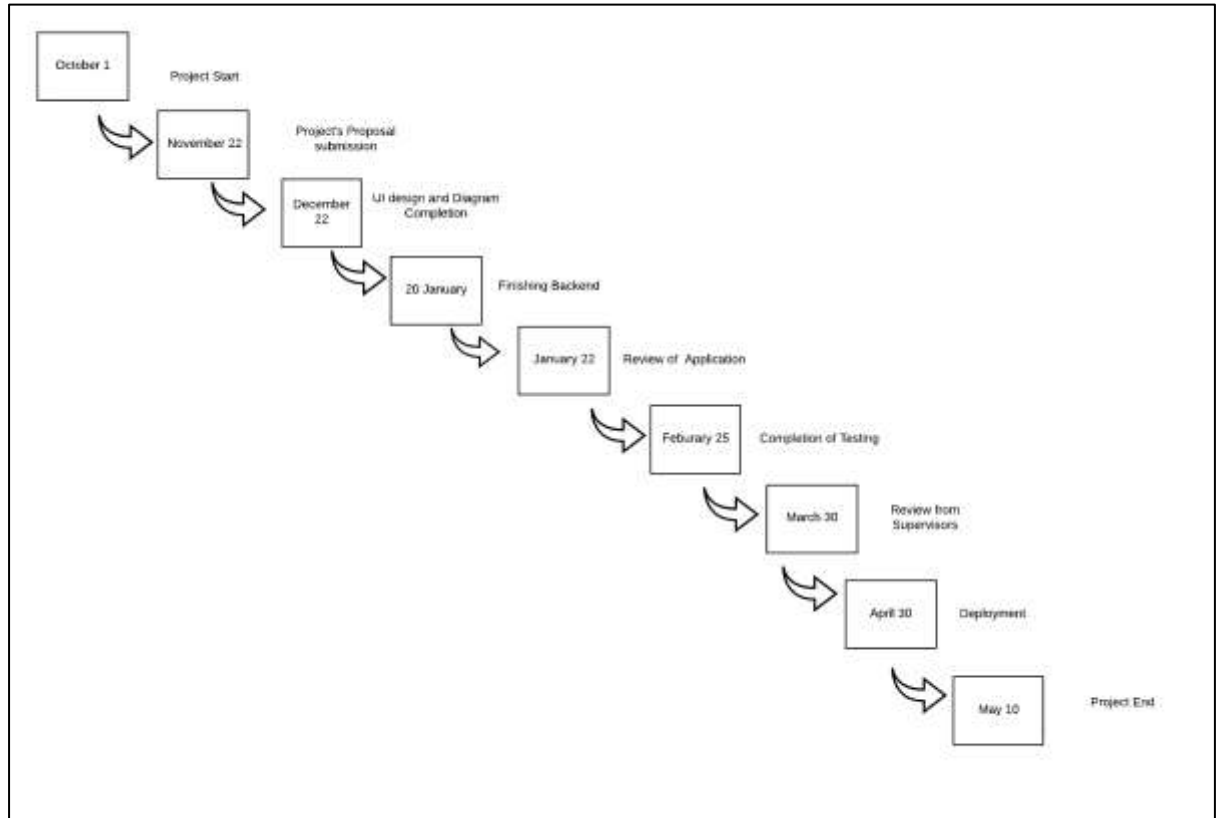 October 1
Project Start
November 22
Project's Proposal
submission
December
22
UI design and Diagram
Completion
20 January
Finishing Backend
January 22
Review of Application
Feburary 25
Completion of Testing
March 30
Review from
Supervisors
April 30
Deployment
May 10
Project End